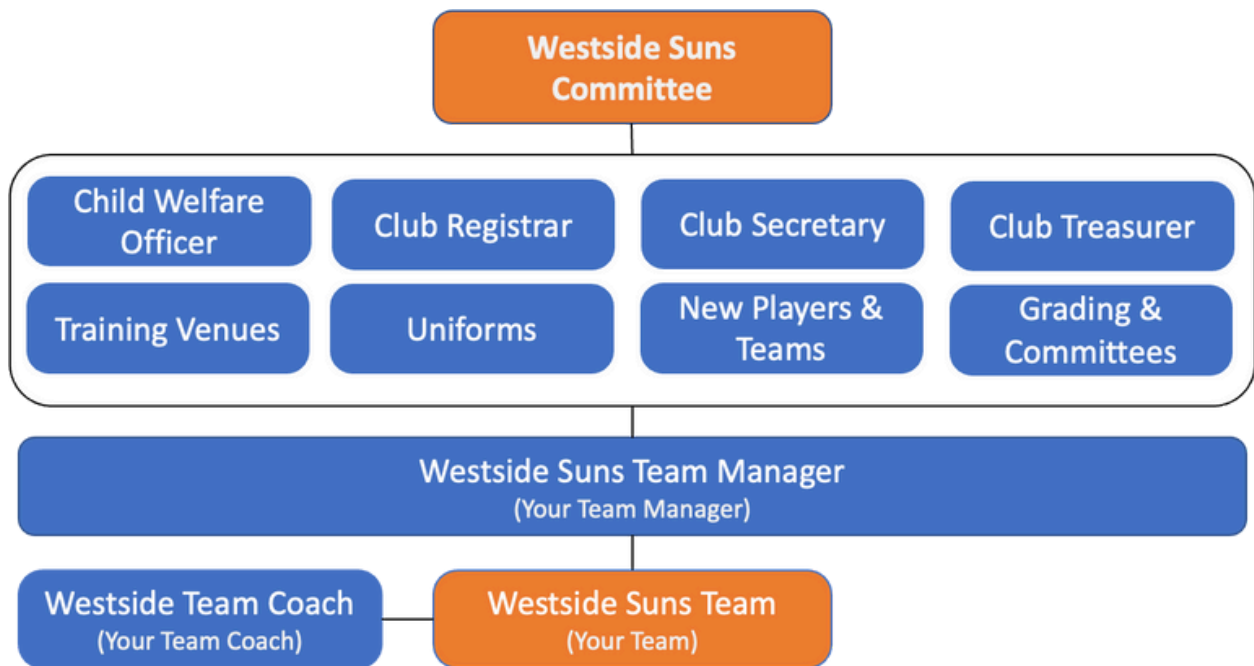 Westside Suns
Committee
Child Welfare
Officer
Club Registrar
Club Secretary
Club Treasurer
Training Venues
Uniforms
New Players &
Teams
Grading &
Committees
Westside Suns Team Manager
(Your Team Manager)
Westside Team Coach
(Your Team Coach)
Westside Suns Team
(Your Team)